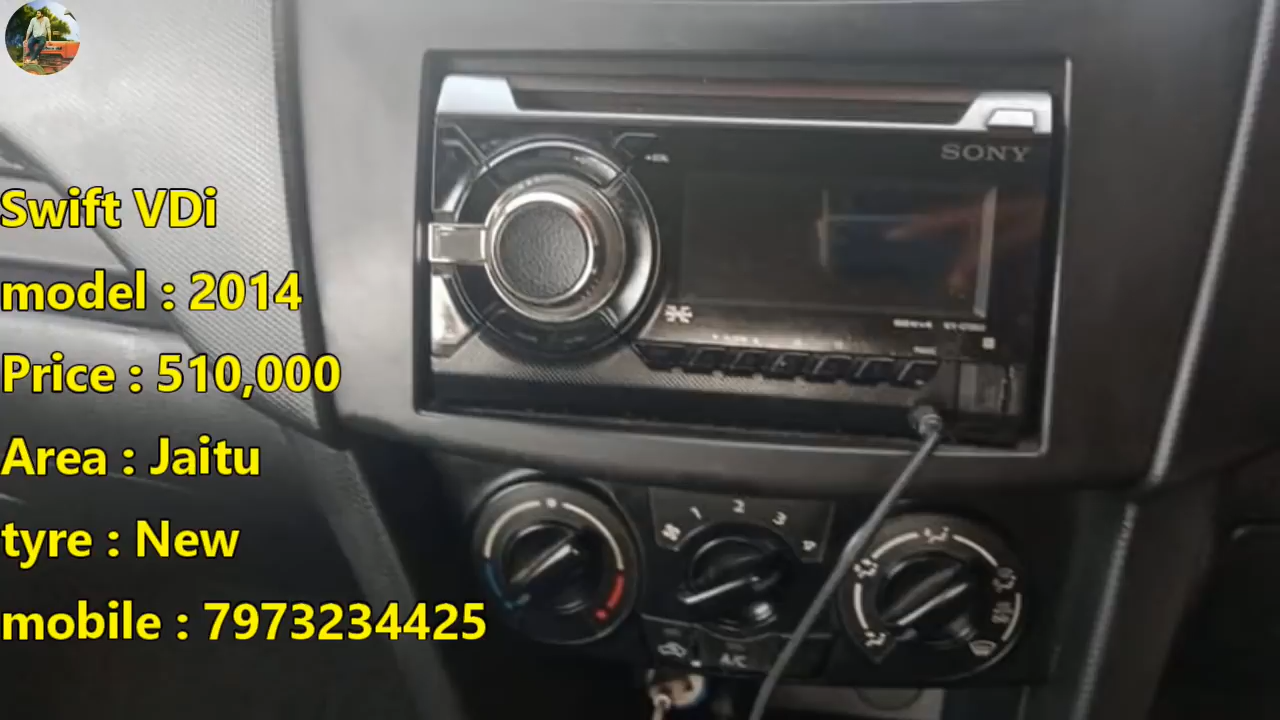 SONY
Swift VDi
model : 2014
Price : 510,000
Area : Jaitu
tyre : New
mobile : 7973234425
1 2 3 4
A/C